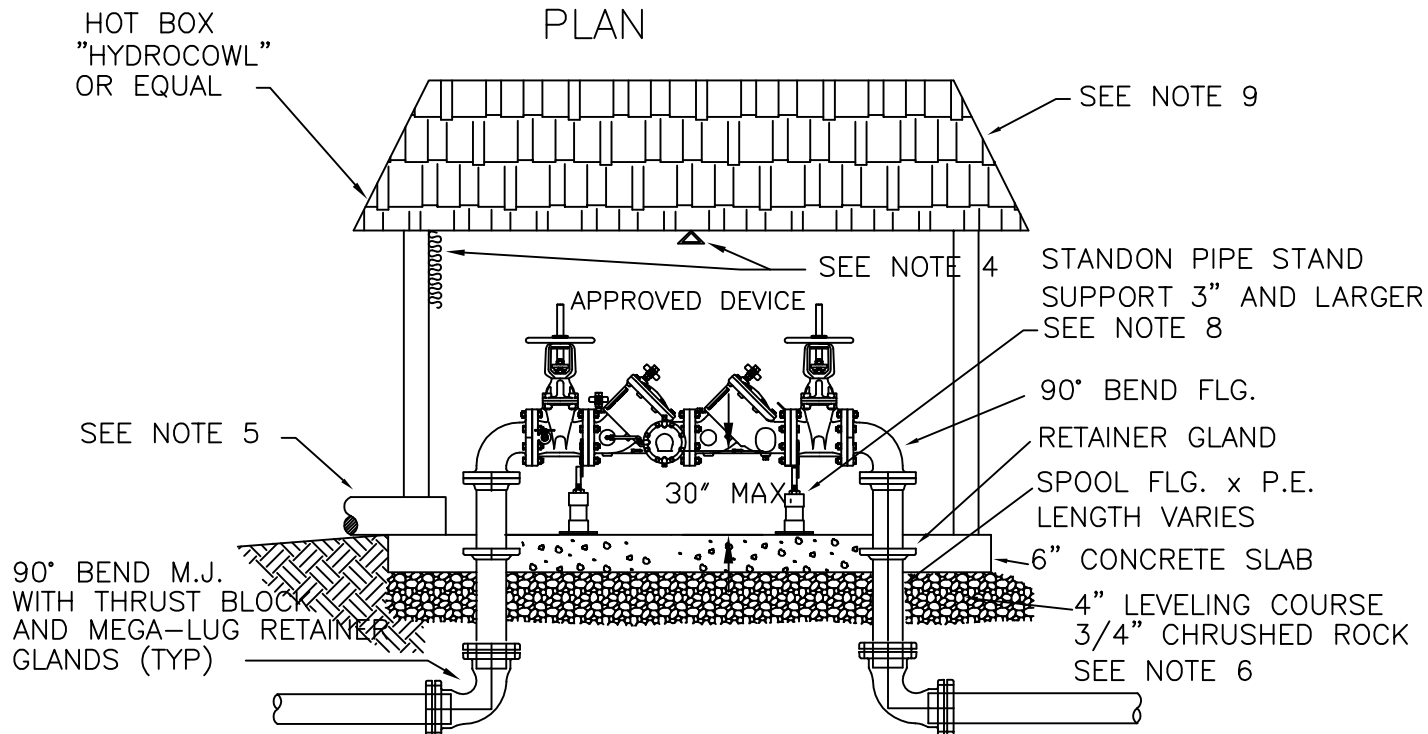 PLAN
HOT BOX
"HYDROCOWL"
OR EQUAL
SEE NOTE 9
SEE NOTE 4
STANDON PIPE STAND
SUPPORT 3" AND LARGER
SEE NOTE 8
APPROVED DEVICE
90° BEND FLG.
SEE NOTE 5
RETAINER GLAND
30" MAX
SPOOL FLG. x P.E.
LENGTH VARIES
6" CONCRETE SLAB
90° BEND M.J.
WITH THRUST BLOCK
AND MEGA-LUG RETAINER
GLANDS (TYP)
4" LEVELING COURSE
3/4" CHRUSHED ROCK
SEE NOTE 6